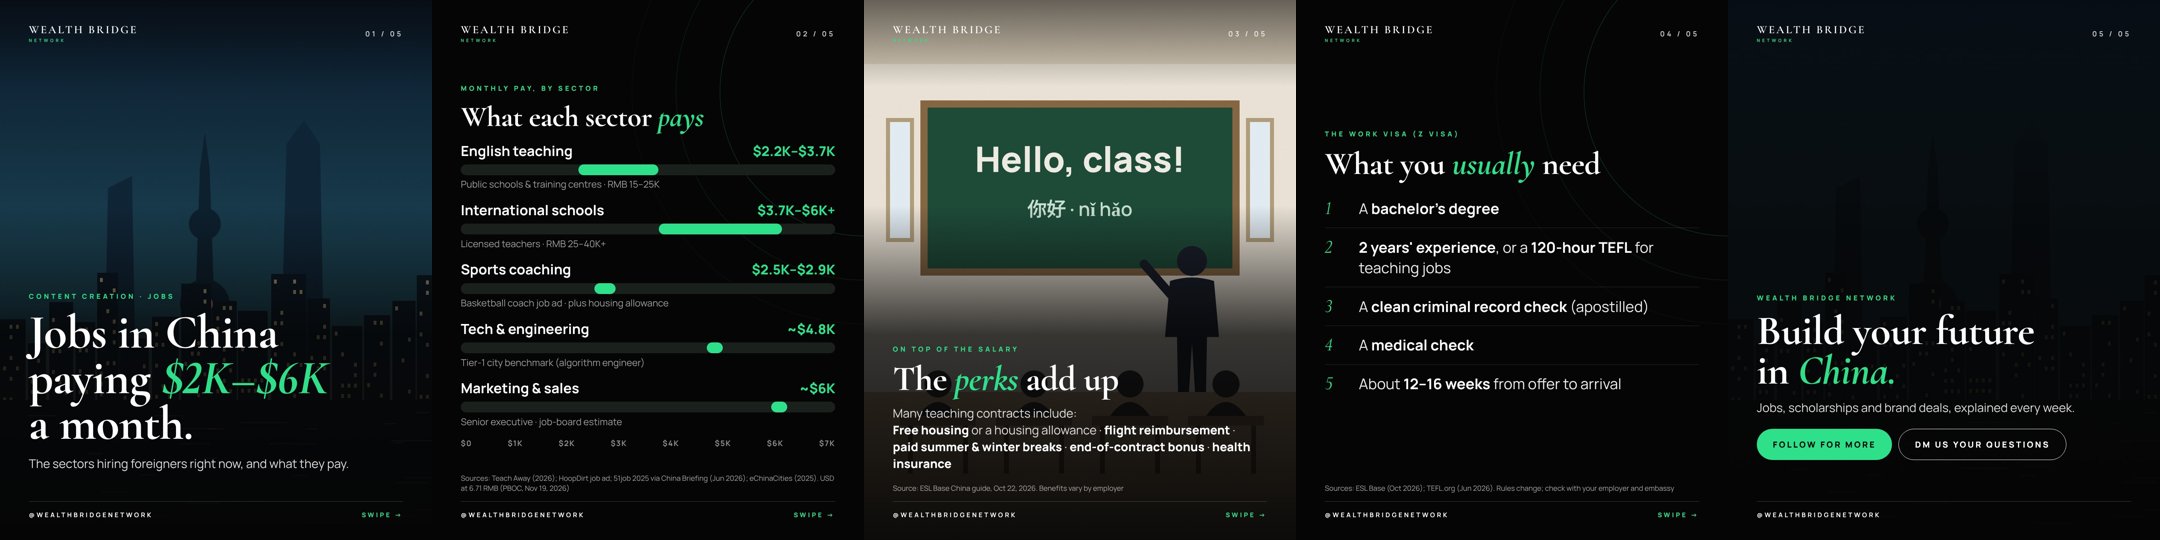 WEALTH BRIDGE
NETWORK
01 / 05
CONTENT CREATION · JOBS
Jobs in China
paying $2K–$6K
a month.
The sectors hiring foreigners right now, and what they pay.
@WEALTHBRIDGENETWORK
SWIPE →
WEALTH BRIDGE
NETWORK
02 / 05
MONTHLY PAY, BY SECTOR
What each sector pays
English teaching
$2.2K–$3.7K
Public schools & training centres · RMB 15–25K
International schools
$3.7K–$6K+
Licensed teachers · RMB 25–40K+
Sports coaching
$2.5K–$2.9K
Basketball coach job ad · plus housing allowance
Tech & engineering
~$4.8K
Tier-1 city benchmark (algorithm engineer)
Marketing & sales
~$6K
Senior executive · job-board estimate
$0 $1K $2K $3K $4K $5K $6K $7K
Sources: Teach Away (2026); HoopDirt job ad; 51job 2025 via China Briefing (Jun 2026); eChinaCities (2025). USD
at 6.71 RMB (PBOC, Nov 19, 2026)
@WEALTHBRIDGENETWORK
SWIPE →
WEALTH BRIDGE
NETWORK
03 / 05
Hello, class!
你好 · nǐ hǎo
ON TOP OF THE SALARY
The perks add up
Many teaching contracts include:
Free housing or a housing allowance · flight reimbursement ·
paid summer & winter breaks · end-of-contract bonus · health
insurance
Source: ESL Base China guide, Oct 22, 2026. Benefits vary by employer
@WEALTHBRIDGENETWORK
SWIPE →
WEALTH BRIDGE
NETWORK
04 / 05
THE WORK VISA (Z VISA)
What you usually need
1 A bachelor's degree
2 2 years' experience, or a 120-hour TEFL for
teaching jobs
3 A clean criminal record check (apostilled)
4 A medical check
5 About 12–16 weeks from offer to arrival
Sources: ESL Base (Oct 2026); TEFL.org (Jun 2026). Rules change; check with your employer and embassy
@WEALTHBRIDGENETWORK
SWIPE →
WEALTH BRIDGE
NETWORK
05 / 05
WEALTH BRIDGE NETWORK
Build your future
in China.
Jobs, scholarships and brand deals, explained every week.
FOLLOW FOR MORE
DM US YOUR QUESTIONS
@WEALTHBRIDGENETWORK